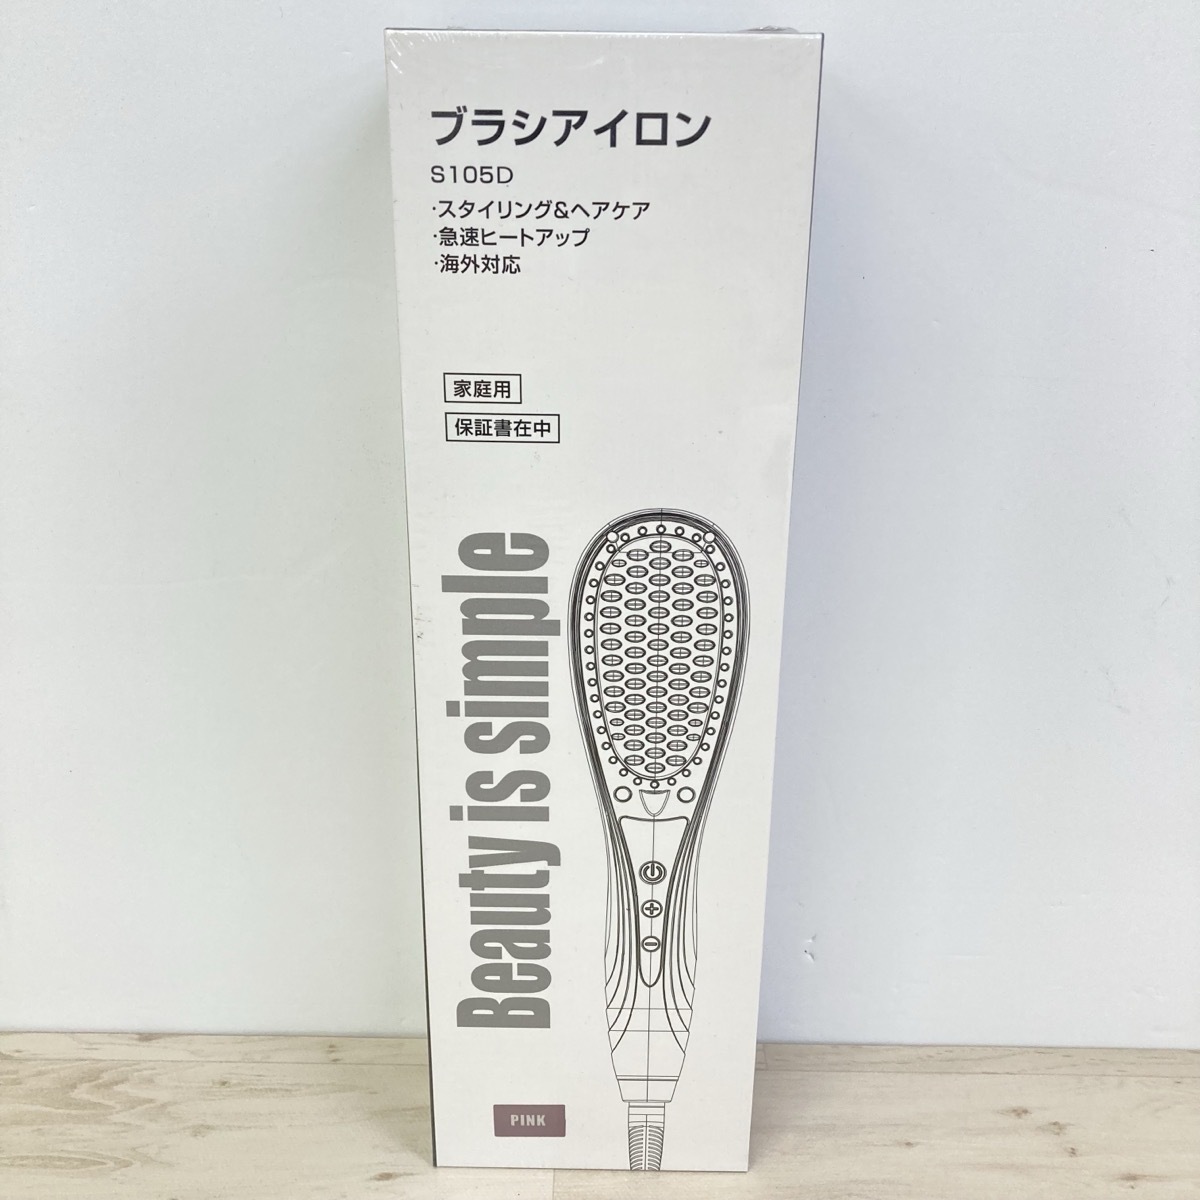 ブラシアイロン
S105D
・スタイリング&ヘアケア
・急速ヒートアップ
・海外対応
家庭用
保証書在中
Beauty is simple
PINK